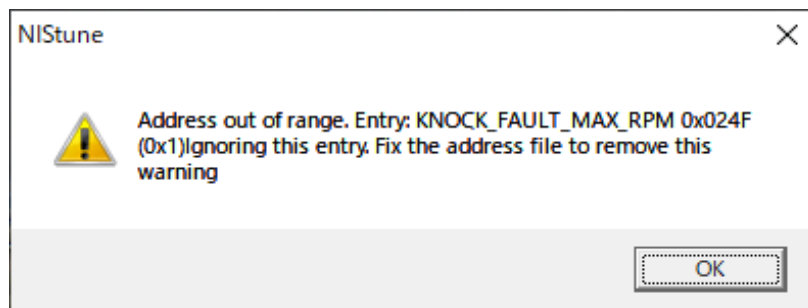 NIStune
Address out of range. Entry: KNOCK_FAULT_MAX_RPM 0x024F
(0x1)Ignoring this entry. Fix the address file to remove this
warning
OK